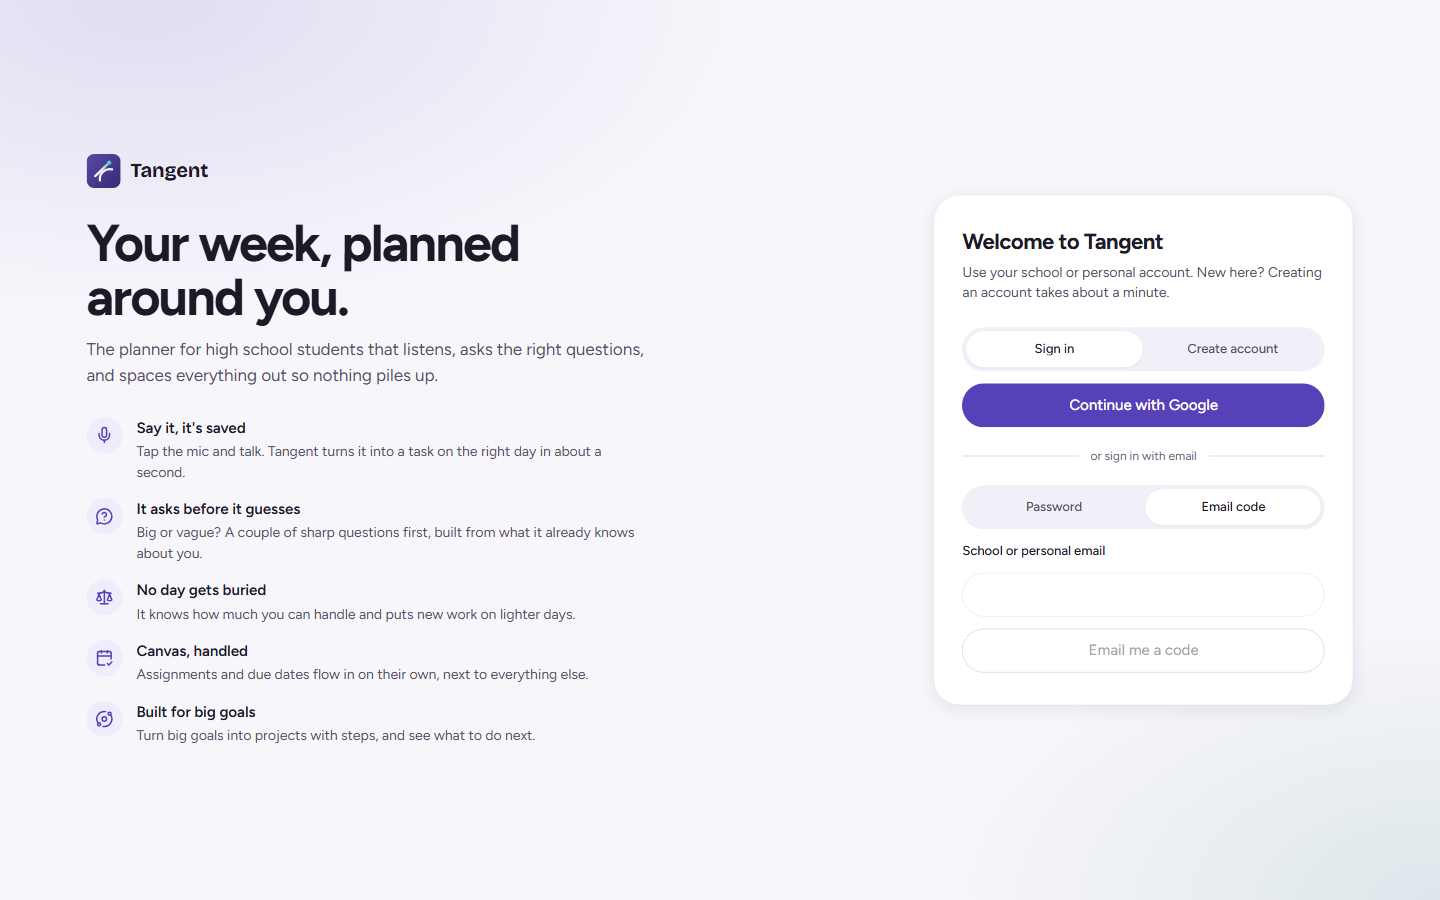 Tangent
Your week, planned
around you.
The planner for high school students that listens, asks the right questions,
and spaces everything out so nothing piles up.
Say it, it's saved
Tap the mic and talk. Tangent turns it into a task on the right day in about a
second.
It asks before it guesses
Big or vague? A couple of sharp questions first, built from what it already knows
about you.
No day gets buried
It knows how much you can handle and puts new work on lighter days.
Canvas, handled
Assignments and due dates flow in on their own, next to everything else.
Built for big goals
Turn big goals into projects with steps, and see what to do next.
Welcome to Tangent
Use your school or personal account. New here? Creating
an account takes about a minute.
Sign in
Create account
Continue with Google
or sign in with email
Password
Email code
School or personal email
Email me a code